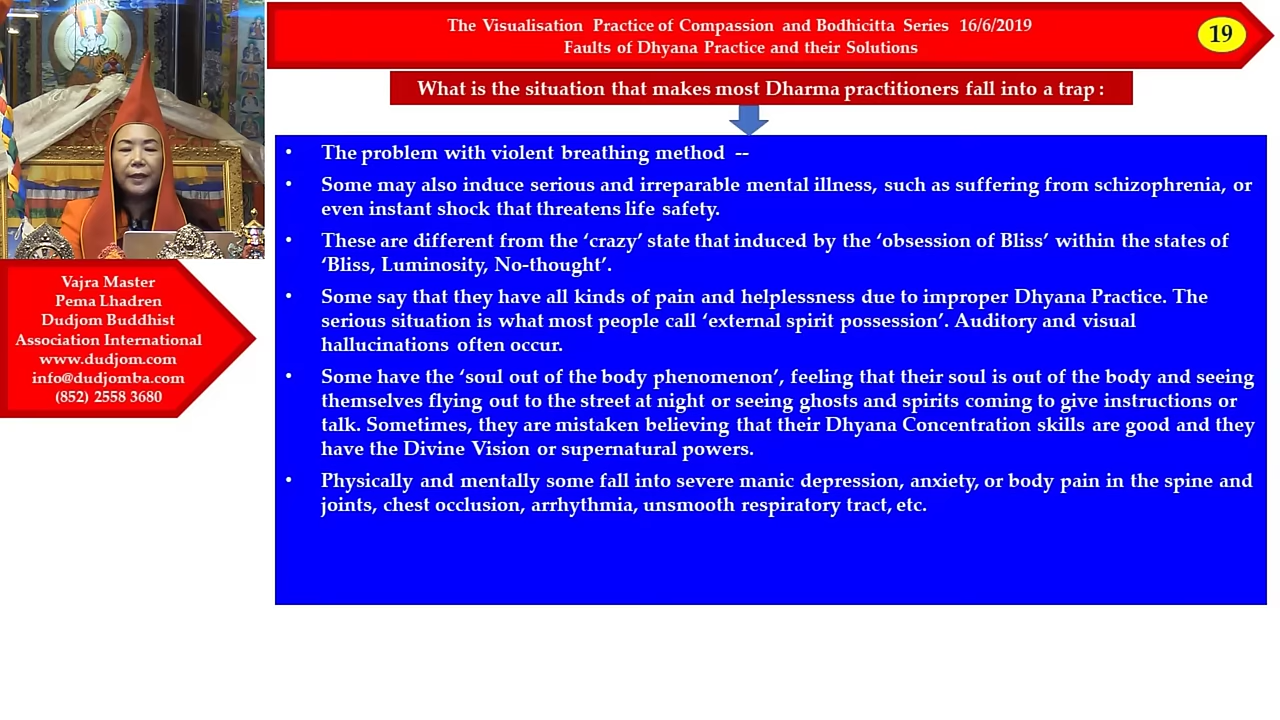 The Visualisation Practice of Compassion and Bodhicitta Series 16/6/2019
Faults of Dhyana Practice and their Solutions
19
What is the situation that makes most Dharma practitioners fall into a trap :
• The problem with violent breathing method --
• Some may also induce serious and irreparable mental illness, such as suffering from schizophrenia, or
even instant shock that threatens life safety.
• These are different from the ‘crazy’ state that induced by the ‘obsession of Bliss’ within the states of
‘Bliss, Luminosity, No-thought’.
• Some say that they have all kinds of pain and helplessness due to improper Dhyana Practice. The
serious situation is what most people call ‘external spirit possession’. Auditory and visual
hallucinations often occur.
• Some have the ‘soul out of the body phenomenon’, feeling that their soul is out of the body and seeing
themselves flying out to the street at night or seeing ghosts and spirits coming to give instructions or
talk. Sometimes, they are mistaken believing that their Dhyana Concentration skills are good and they
have the Divine Vision or supernatural powers.
• Physically and mentally some fall into severe manic depression, anxiety, or body pain in the spine and
joints, chest occlusion, arrhythmia, unsmooth respiratory tract, etc.
Vajra Master
Pema Lhadren
Dudjom Buddhist
Association International
www.dudjom.com
info@dudjomba.com
(852) 2558 3680